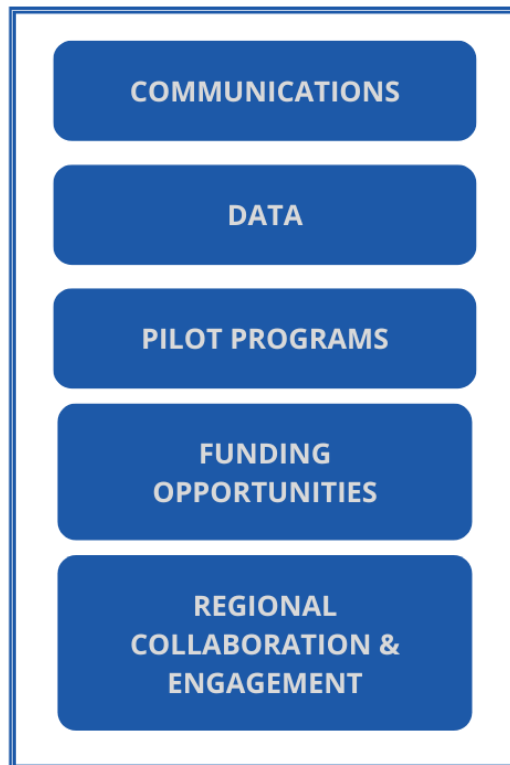 COMMUNICATIONS
DATA
PILOT PROGRAMS
FUNDING
OPPORTUNITIES
REGIONAL
COLLABORATION &
ENGAGEMENT